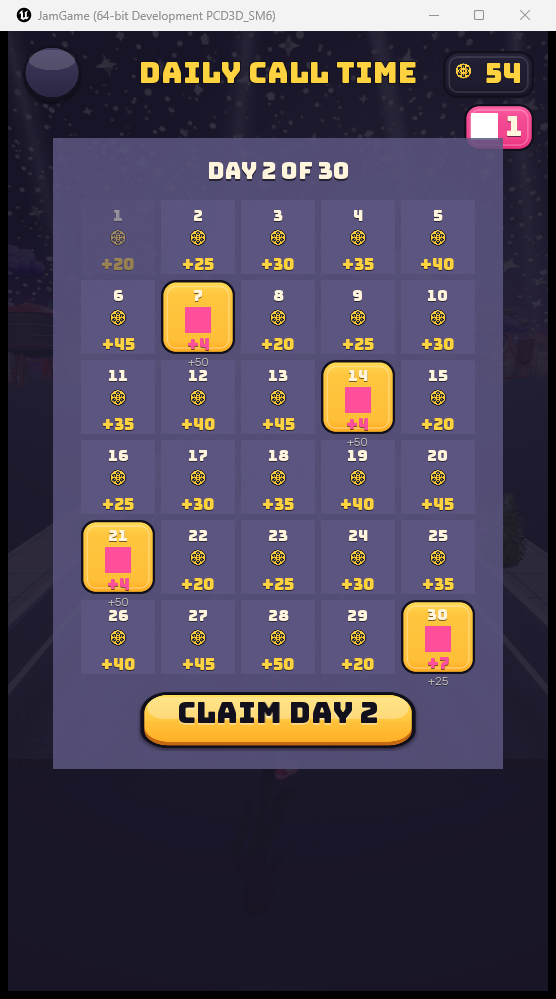 JamGame (64-bit Development PCD3D_SM6)
DAILY CALL TIME
54
1
DAY 2 OF 30
1 2 3 4 5
+20 +25 +30 +35 +40
6 7 8 9 10
+45 +4 +20 +25 +30
+50
11 12 13 14 15
+35 +40 +45 +4 +20
+50
16 17 18 19 20
+25 +30 +35 +40 +45
21 22 23 24 25
+4 +20 +25 +30 +35
+50
26 27 28 29 30
+40 +45 +50 +20 +7
+25
CLAIM DAY 2